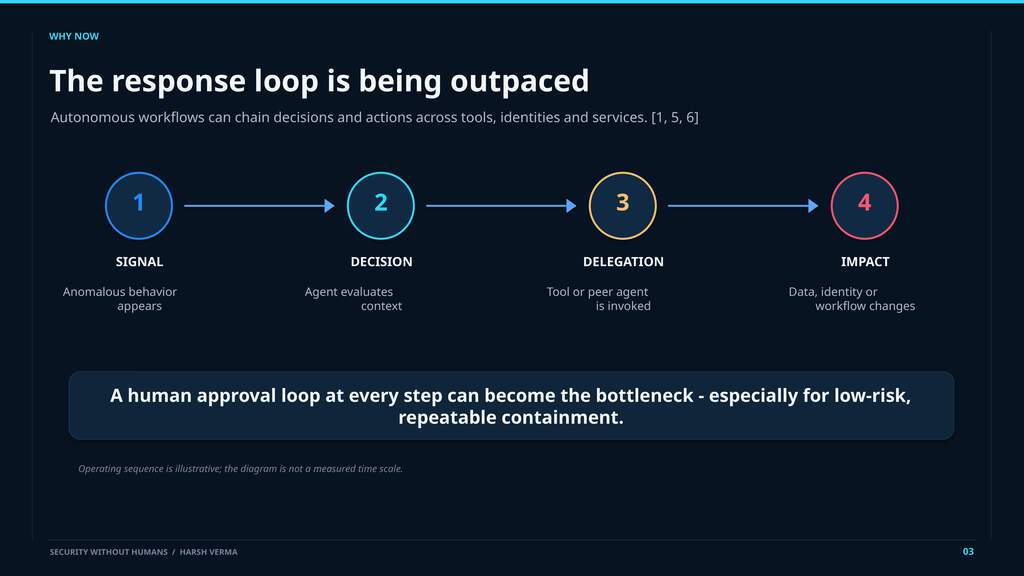 WHY NOW
The response loop is being outpaced
Autonomous workflows can chain decisions and actions across tools, identities and services. [1, 5, 6]
1
2
3
4
SIGNAL
DECISION
DELEGATION
IMPACT
Anomalous behavior
appears
Agent evaluates
context
Tool or peer agent
is invoked
Data, identity or
workflow changes
A human approval loop at every step can become the bottleneck - especially for low-risk,
repeatable containment.
Operating sequence is illustrative; the diagram is not a measured time scale.
SECURITY WITHOUT HUMANS / HARSH VERMA
03